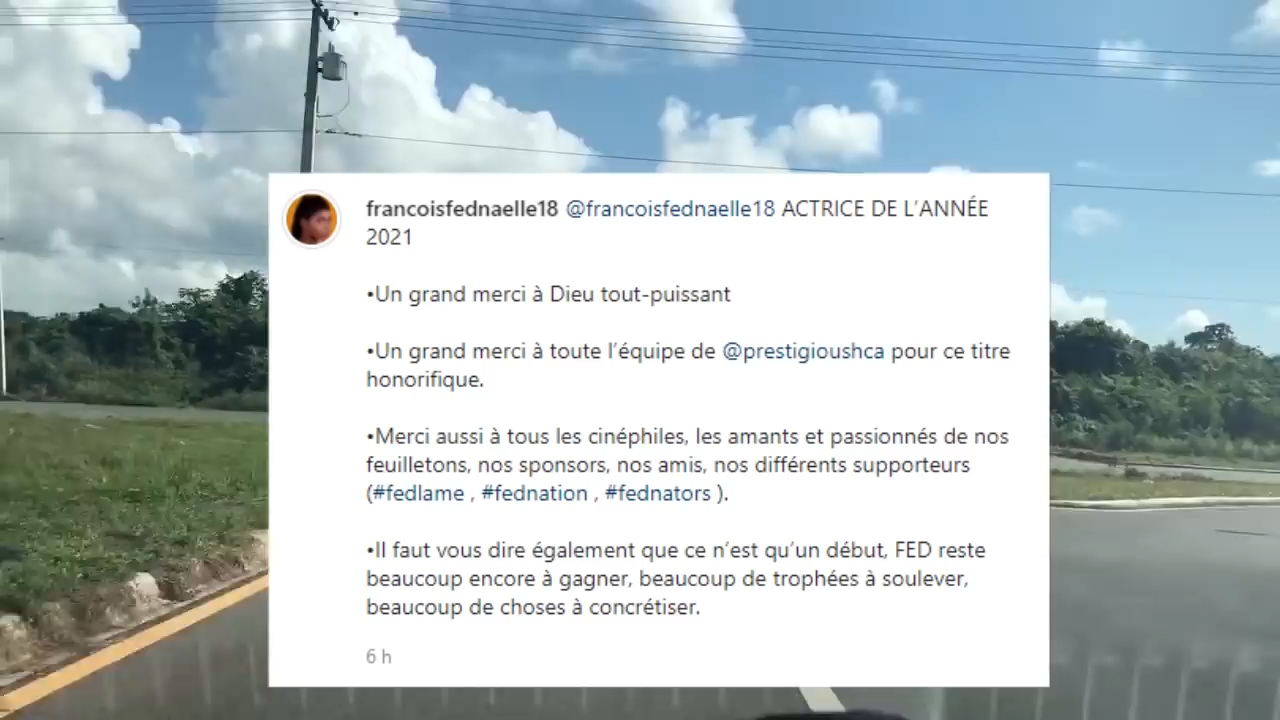 francoisfednaelle18 @francoisfednaelle18 ACTRICE DE L’ANNÉE
2021
•Un grand merci à Dieu tout-puissant
•Un grand merci à toute l’équipe de @prestigioushca pour ce titre
honorifique.
•Merci aussi à tous les cinéphiles, les amants et passionnés de nos
feuilletons, nos sponsors, nos amis, nos différents supporteurs
(#fedlame , #fednation , #fednators ).
•Il faut vous dire également que ce n’est qu’un début, FED reste
beaucoup encore à gagner, beaucoup de trophées à soulever,
beaucoup de choses à concrétiser.
6 h